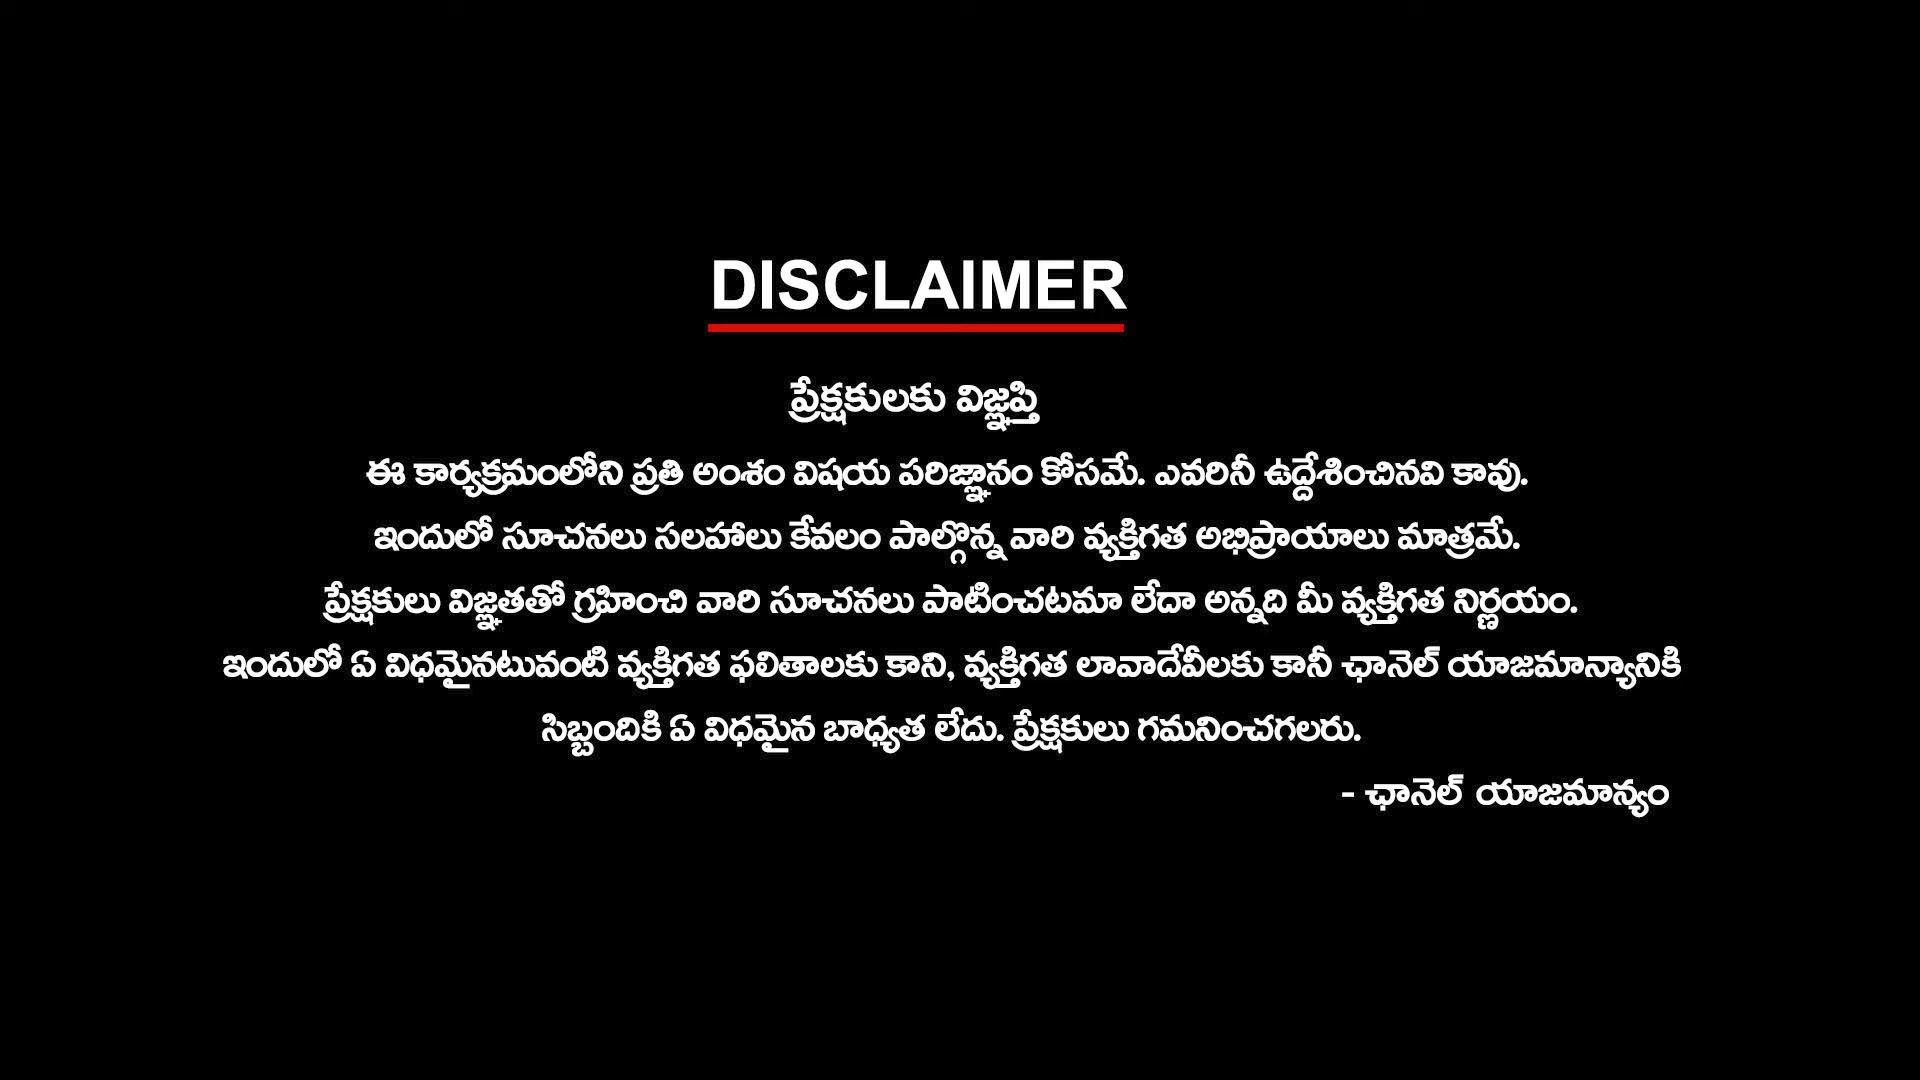 DISCLAIMER
ప్రేక్షకులకు విజ్ఞప్తి
ఈ కార్యక్రమంలోని ప్రతి అంశం విషయ పరిజ్ఞానం కోసమే. ఎవరినీ ఉద్దేశించినవి కావు.
ఇందులో సూచనలు సలహాలు కేవలం పాల్గొన్న వారి వ్యక్తిగత అభిప్రాయాలు మాత్రమే.
ప్రేక్షకులు విజ్ఞతతో గ్రహించి వారి సూచనలు పాటించటమా లేదా అన్నది మీ వ్యక్తిగత నిర్ణయం.
ఇందులో ఏ విధమైనటువంటి వ్యక్తిగత ఫలితాలకు కాని, వ్యక్తిగత లావాదేవీలకు కానీ ఛానెల్ యాజమాన్యానికి
సిబ్బందికి ఏ విధమైన బాధ్యత లేదు. ప్రేక్షకులు గమనించగలరు.
- ఛానెల్ యాజమాన్యం